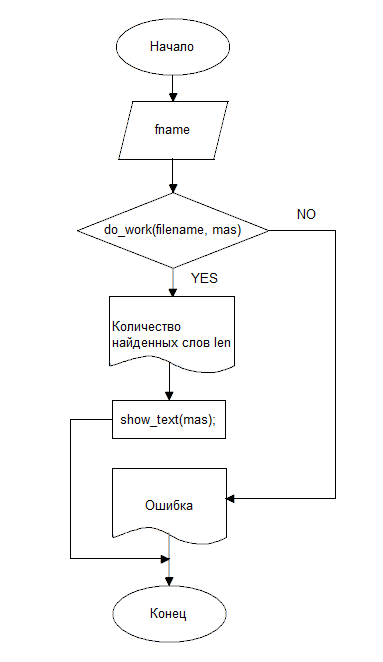 Начало
fname
do_work(filename, mas)
NO
YES
Количество
найденных слов len
show_text(mas);
Ошибка
Конец